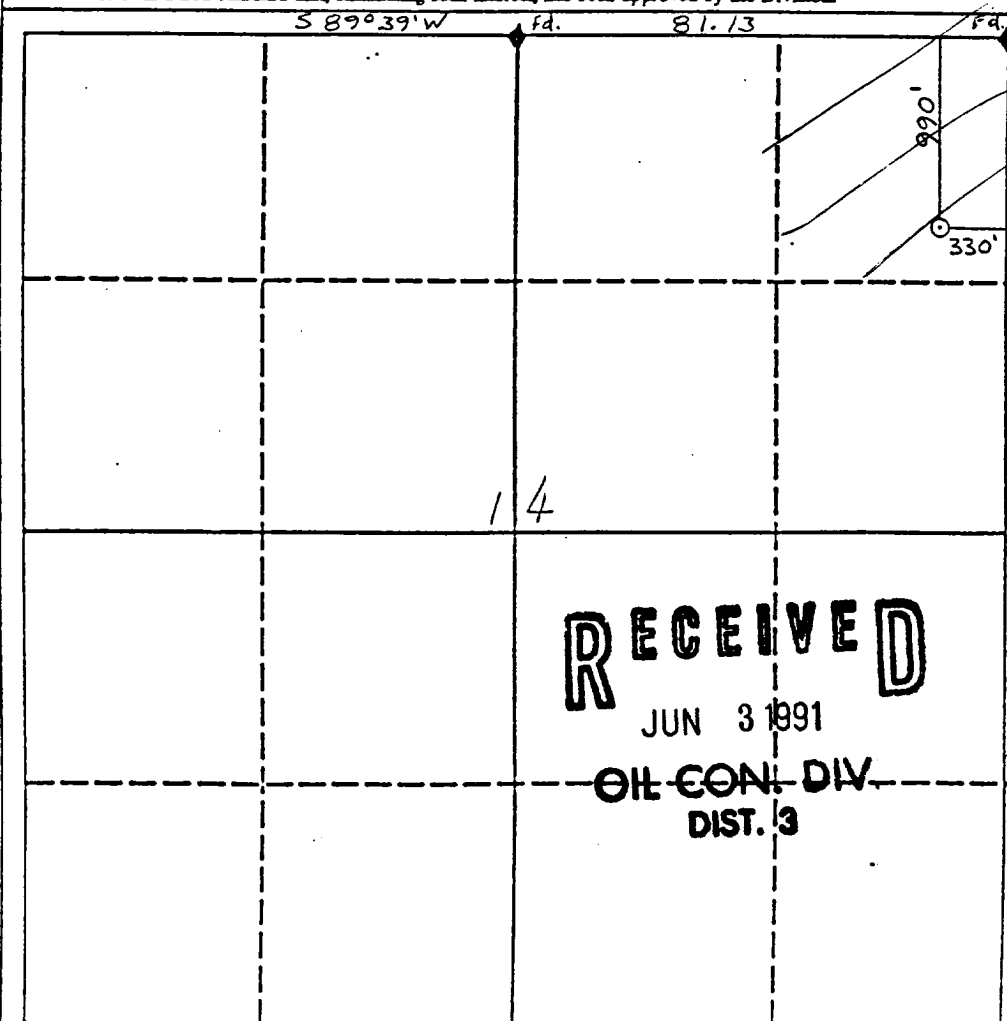 S 89°39'W fd. 81.13 Fd.
990'
330'
14
RECEIVED
JUN 3 1991
OIL CON. DIV.
DIST. 3